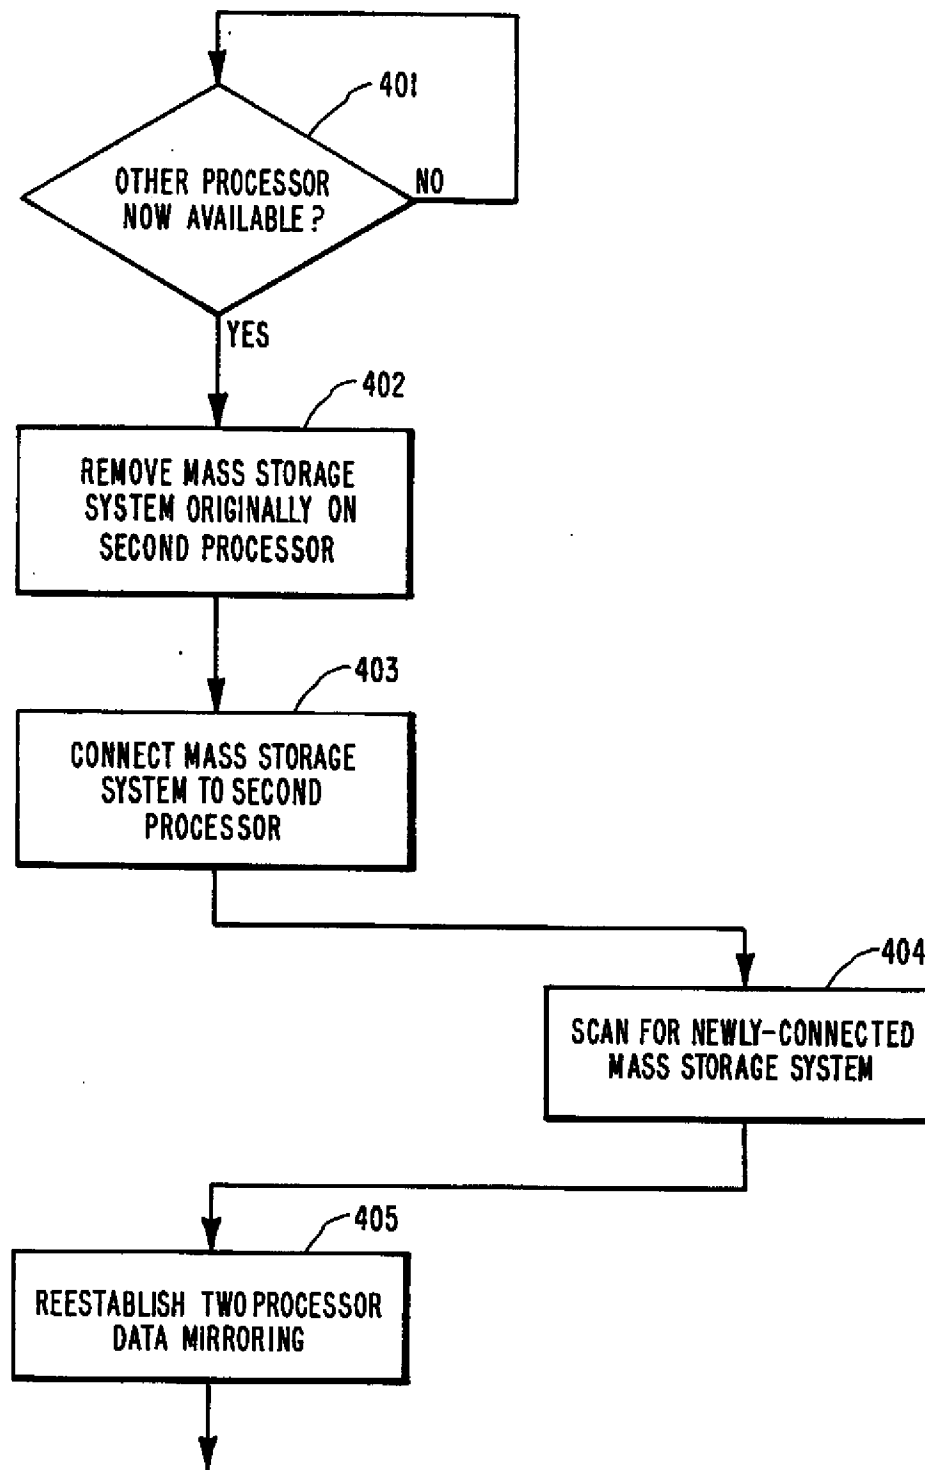 401
OTHER PROCESSOR
NOW AVAILABLE?
NO
YES
402
REMOVE MASS STORAGE
SYSTEM ORIGINALLY ON
SECOND PROCESSOR
403
CONNECT MASS STORAGE
SYSTEM TO SECOND
PROCESSOR
404
SCAN FOR NEWLY-CONNECTED
MASS STORAGE SYSTEM
405
REESTABLISH TWO PROCESSOR
DATA MIRRORING